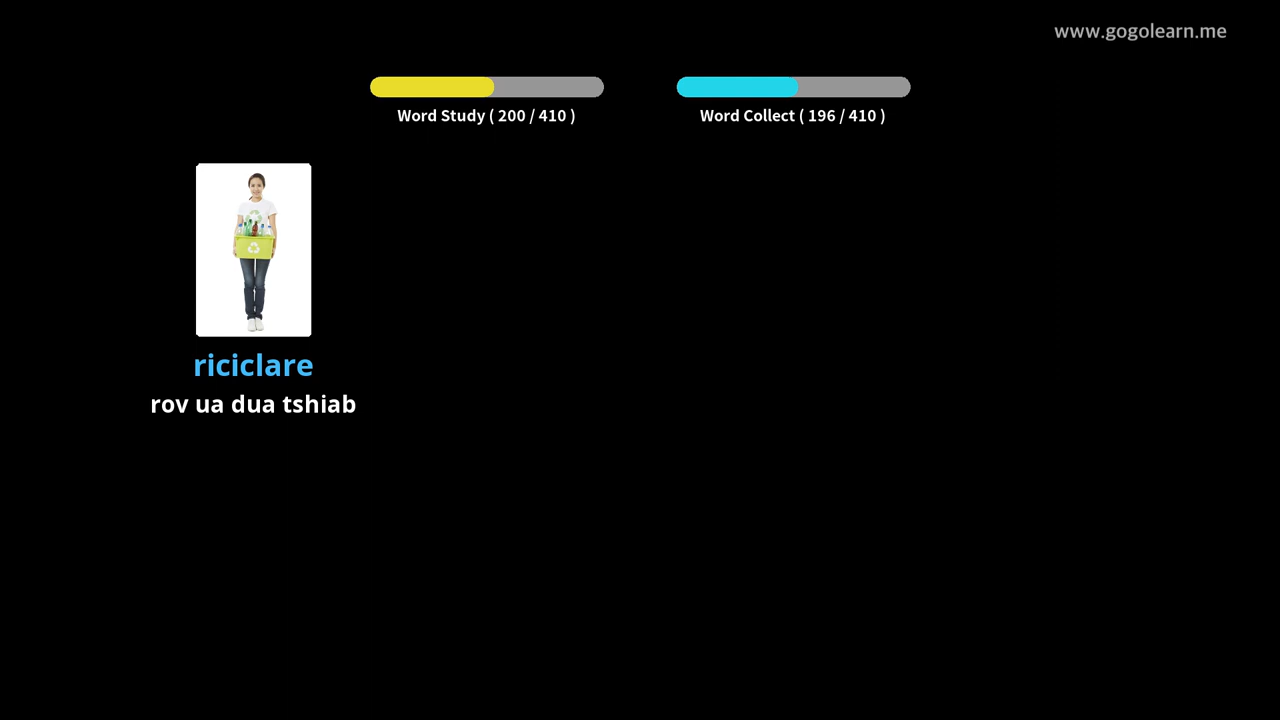 www.gogolearn.me
Word Study ( 200 / 410 )
Word Collect ( 196 / 410 )
riciclare
rov ua dua tshiab